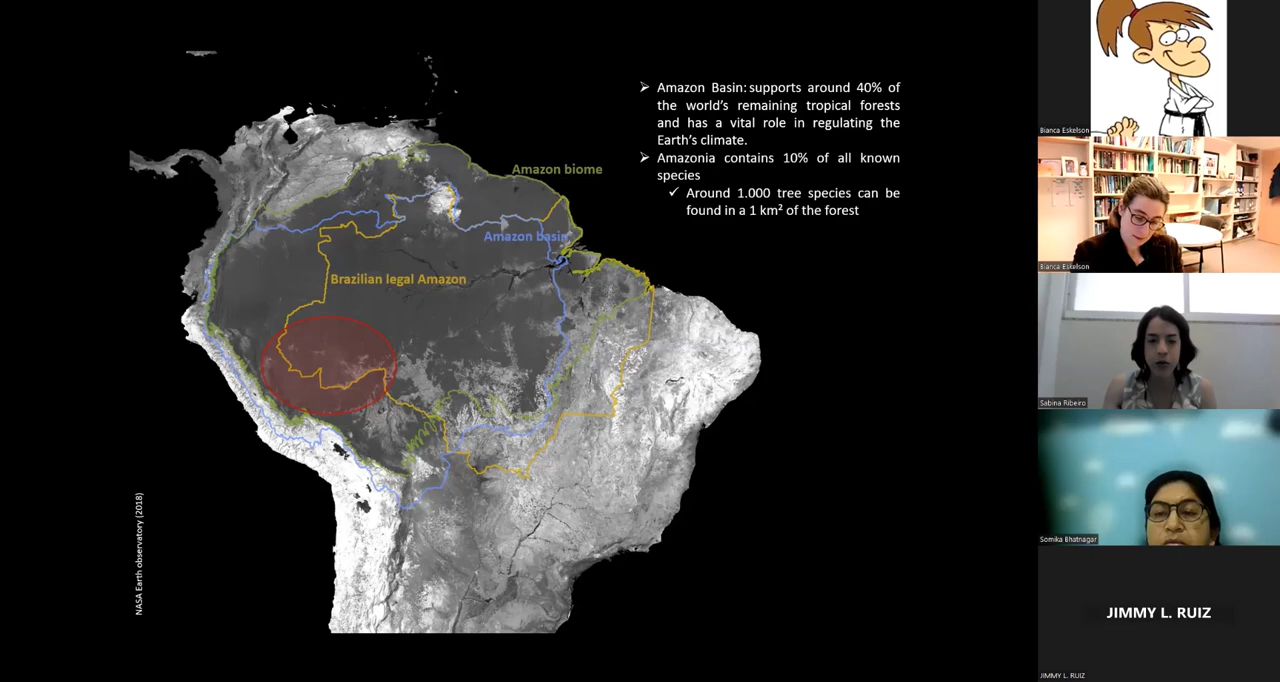 ➢ Amazon Basin: supports around 40% of
the world's remaining tropical forests
and has a vital role in regulating the
Earth's climate.
➢ Amazonia contains 10% of all known
species
✓ Around 1.000 tree species can be
found in a 1 km² of the forest
Amazon biome
Amazon basin
Brazilian legal Amazon
NASA Earth observatory (2018)
Bianca Eskelson
Bianca Eskelson
Sabina Ribeiro
Somika Bhatnagar
JIMMY L. RUIZ
JIMMY L. RUIZ